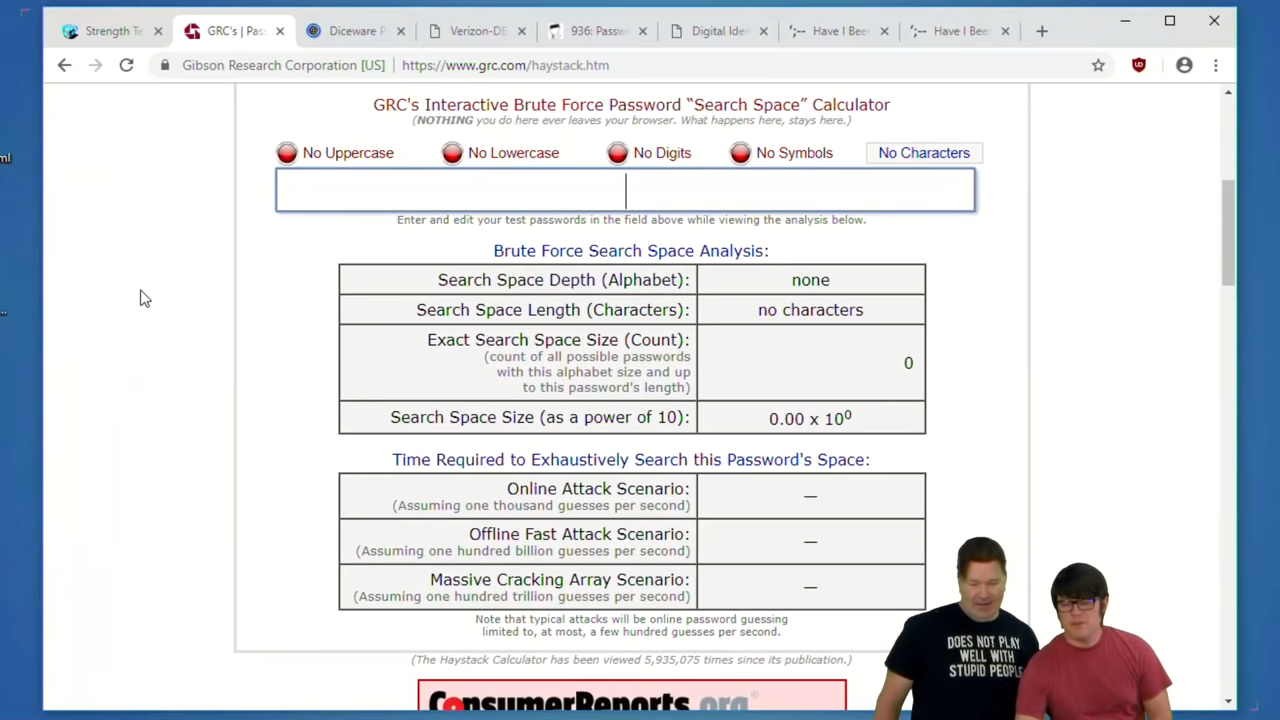 Strength Te
GRC's | Pas
Diceware P
Verizon-DE
936: Passw
Digital Iden
Have I Bee
Have I Bee
Gibson Research Corporation [US] https://www.grc.com/haystack.htm
GRC's Interactive Brute Force Password “Search Space” Calculator
(NOTHING you do here ever leaves your browser. What happens here, stays here.)
No Uppercase No Lowercase No Digits No Symbols No Characters
Enter and edit your test passwords in the field above while viewing the analysis below.
Brute Force Search Space Analysis:
Search Space Depth (Alphabet): none
Search Space Length (Characters): no characters
Exact Search Space Size (Count):
(count of all possible passwords
with this alphabet size and up
to this password's length)
0
Search Space Size (as a power of 10): 0.00 x 10⁰
Time Required to Exhaustively Search this Password's Space:
Online Attack Scenario:
(Assuming one thousand guesses per second)
—
Offline Fast Attack Scenario:
(Assuming one hundred billion guesses per second)
—
Massive Cracking Array Scenario:
(Assuming one hundred trillion guesses per second)
—
Note that typical attacks will be online password guessing
limited to, at most, a few hundred guesses per second.
(The Haystack Calculator has been viewed 5,935,075 times since its publication.)
ConsumerReports.org®
DOES NOT PLAY
WELL WITH
STUPID PEOPLE
ml
...